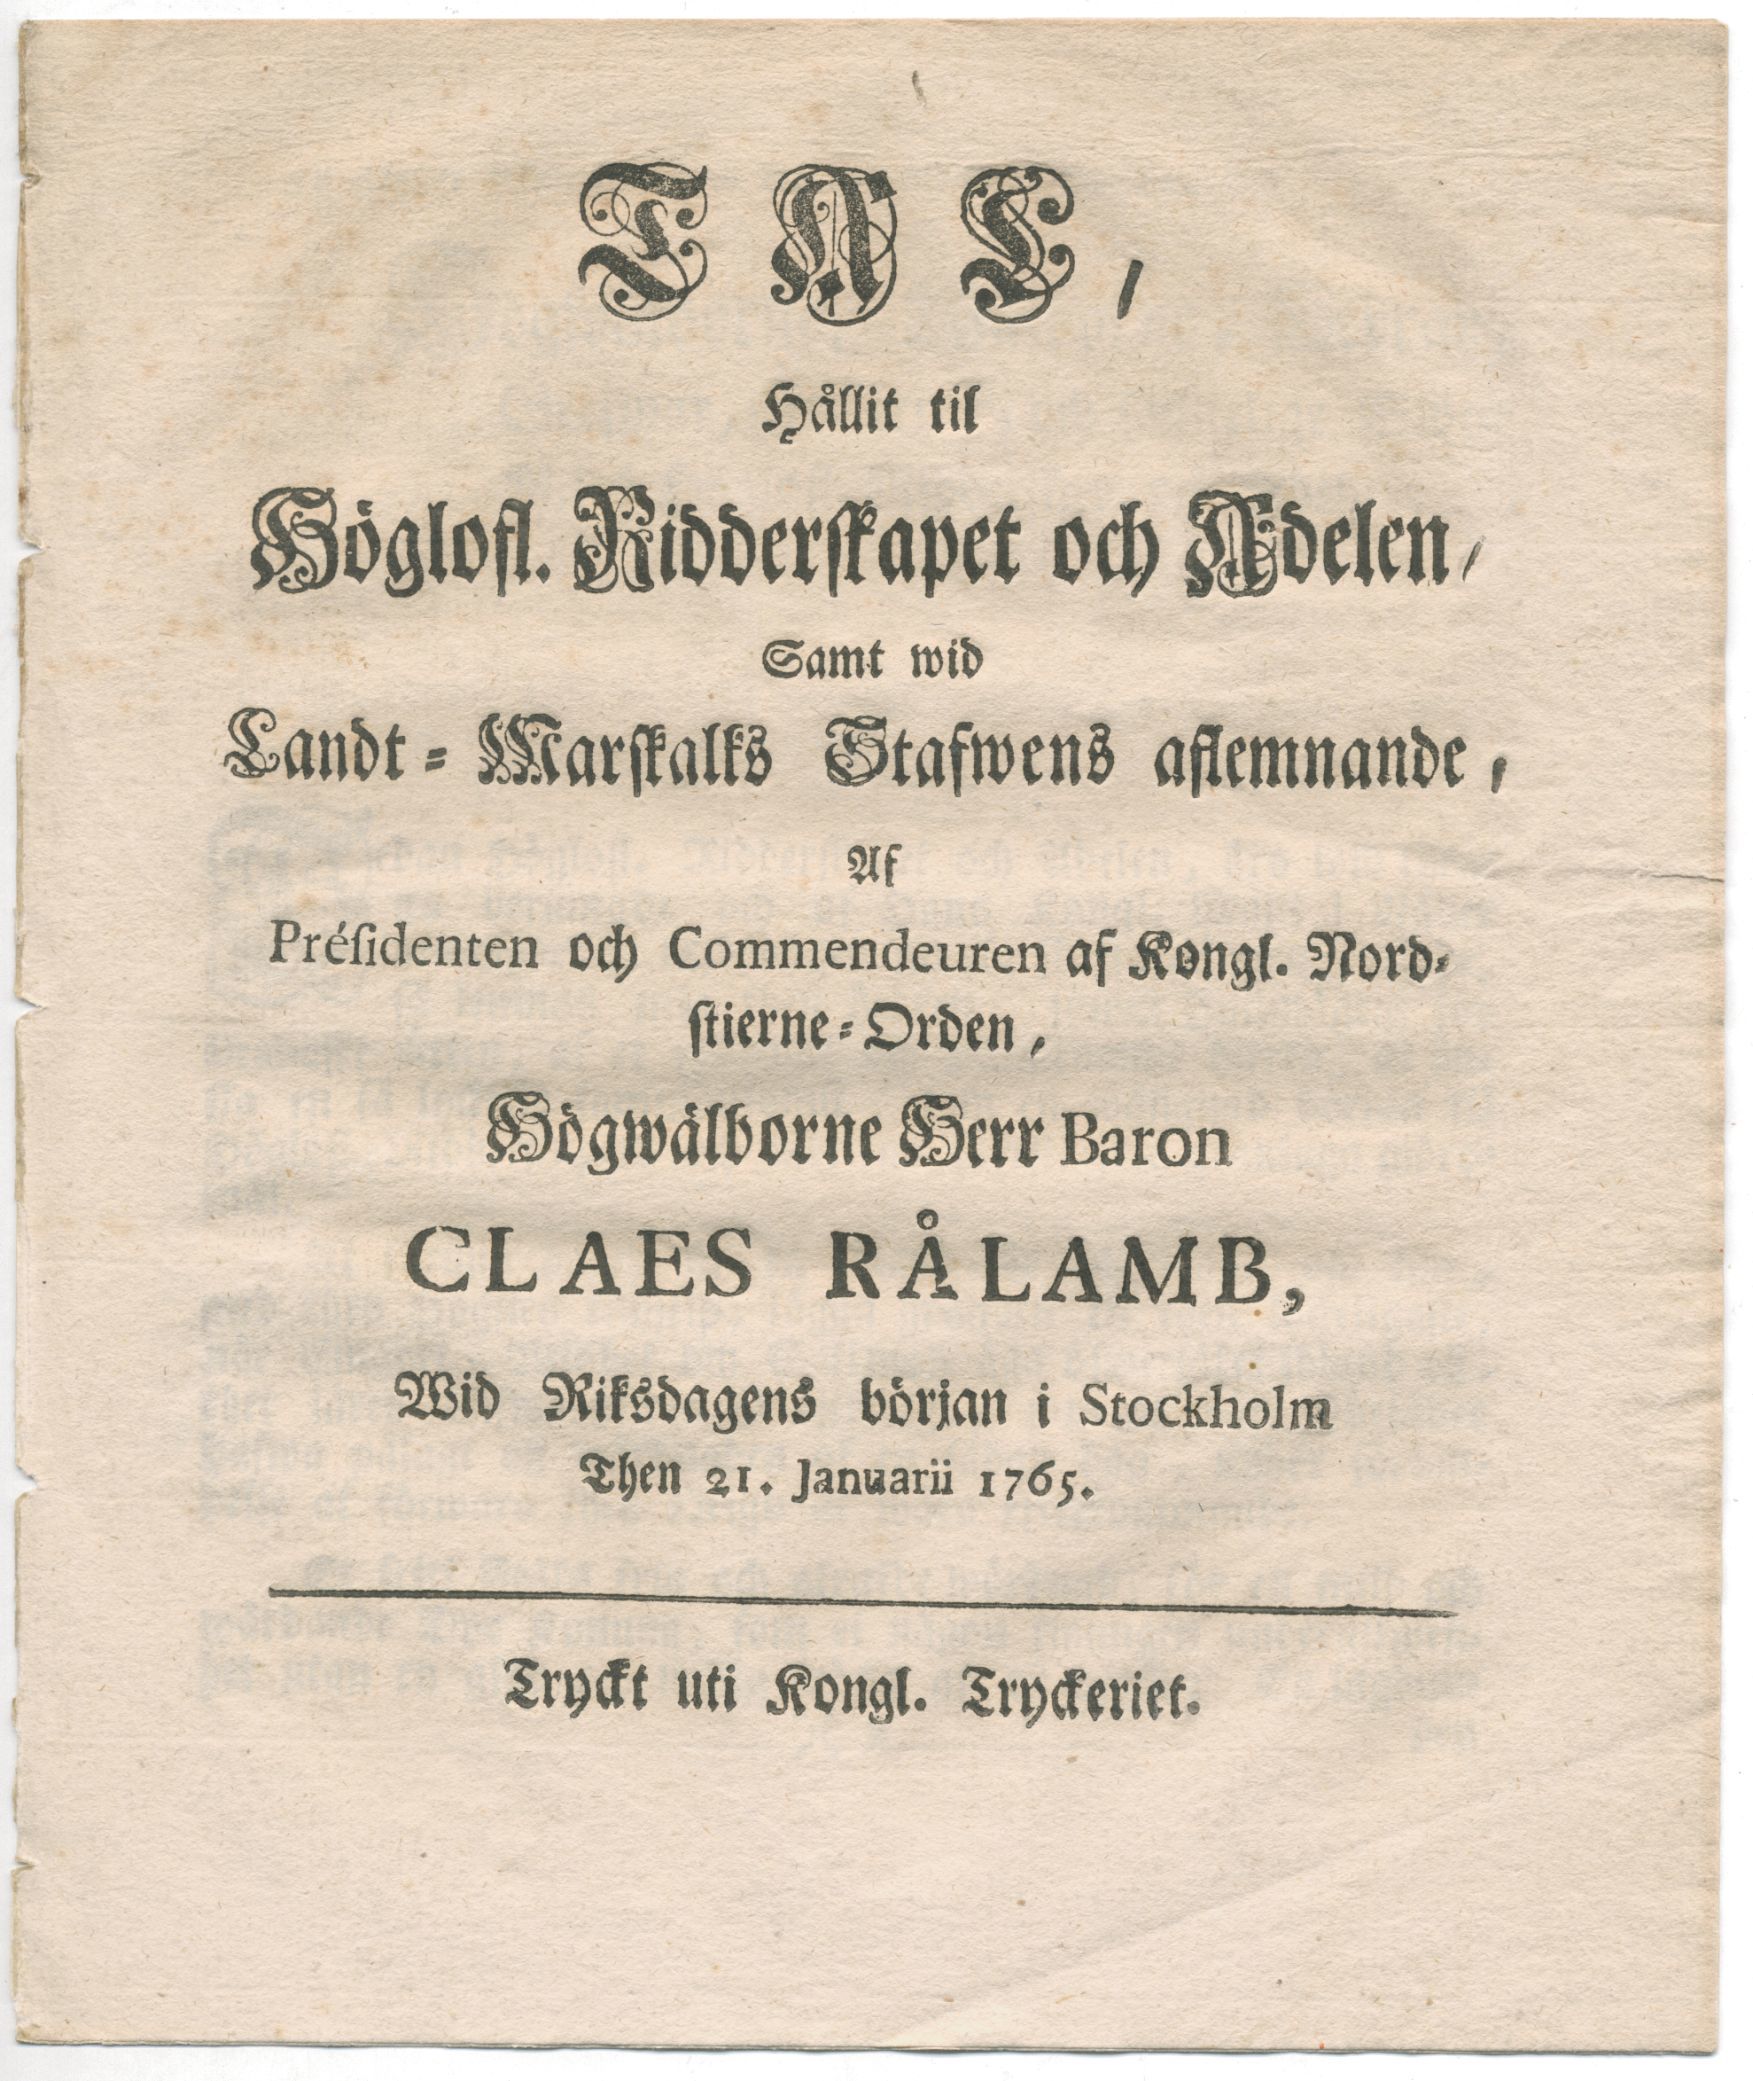 TAL,
Hållit til
Höglofl. Ridderskapet och Adelen,
Samt wid
Landt-Marskalks Stafwens aflemnande,
Af
Présidenten och Commendeuren af Kongl. Nord-
stierne-Orden,
Högwälborne Herr Baron
CLAES RÅLAMB,
Wid Riksdagens början i Stockholm
Then 21. Januarii 1765.
Tryckt uti Kongl. Tryckeriet.